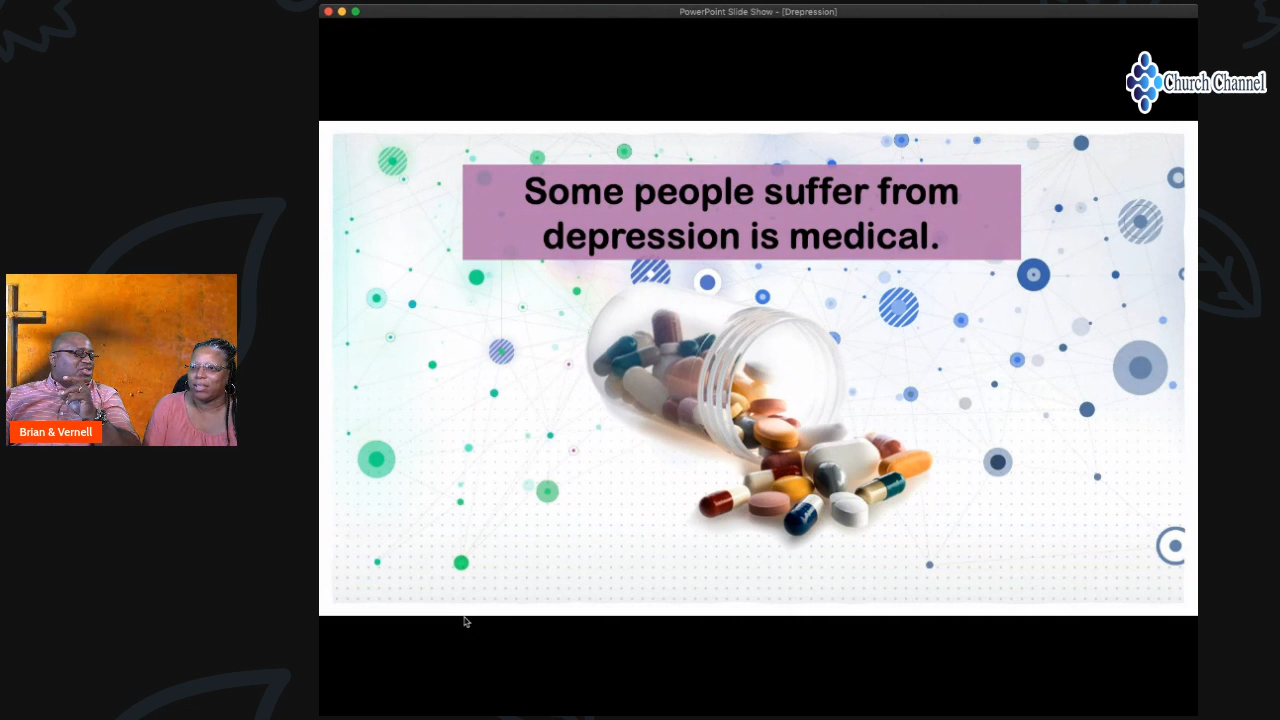 PowerPoint Slide Show - [Drepression]
Church Channel
Some people suffer from
depression is medical.
Brian & Vernell